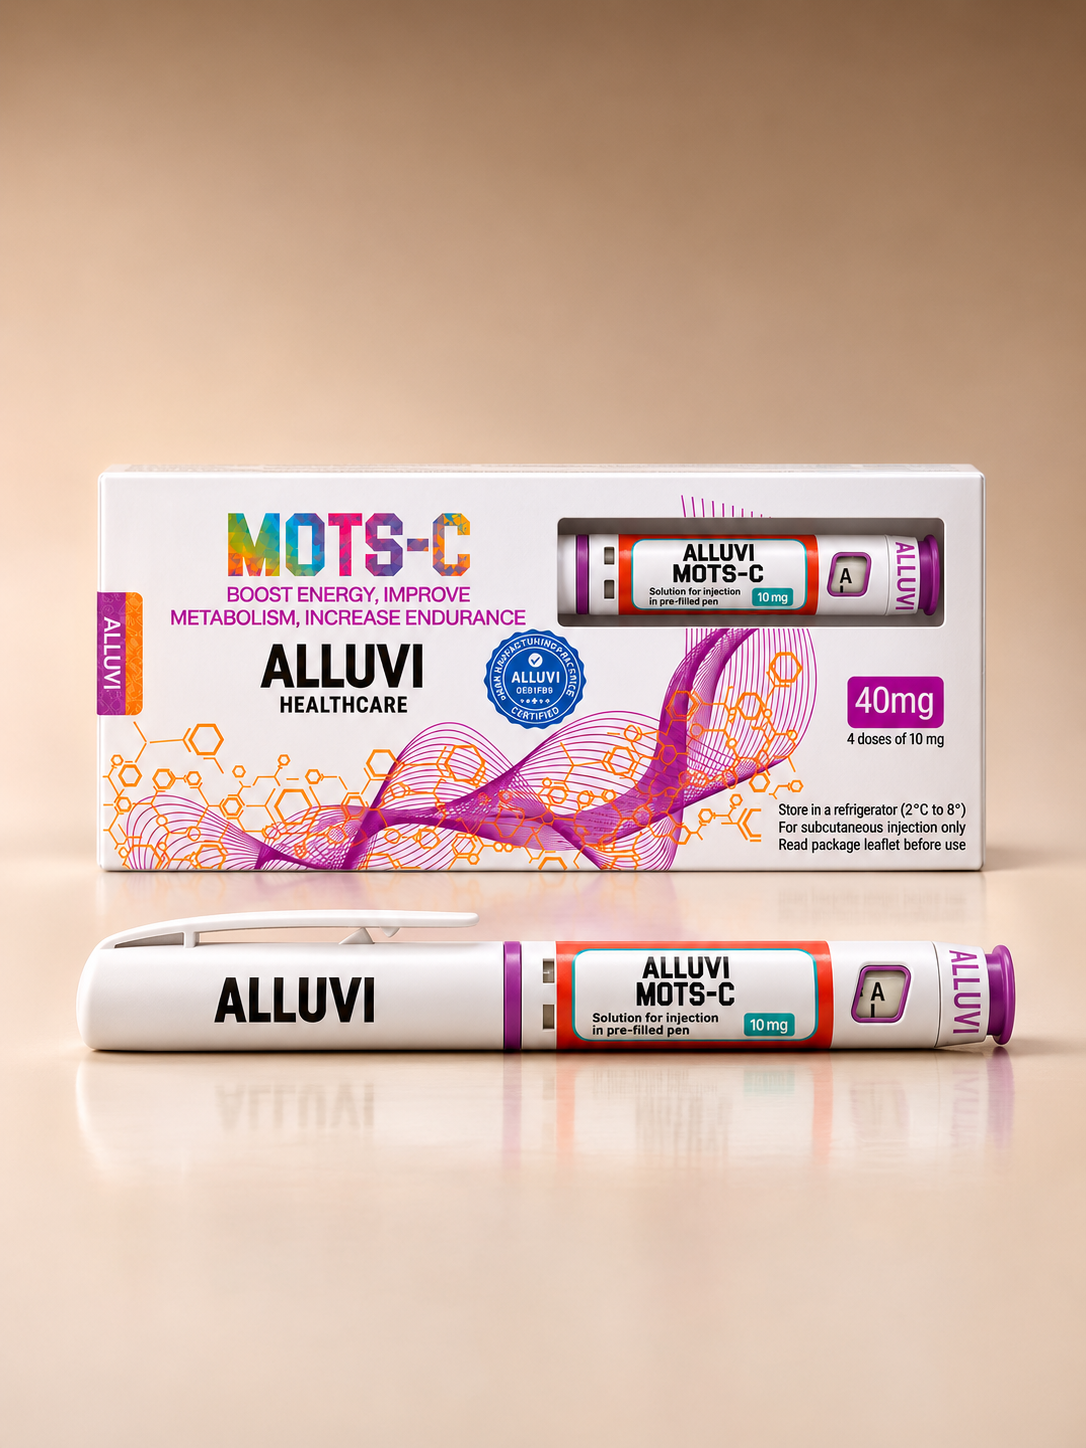 MOTS-C
BOOST ENERGY, IMPROVE
METABOLISM, INCREASE ENDURANCE
ALLUVI
HEALTHCARE
ALLUVI
ALLUVI
CERTIFIED
ALLUVI
MOTS-C
Solution for injection
in pre-filled pen
10 mg
A
ALLUVI
40mg
4 doses of 10 mg
Store in a refrigerator (2°C to 8°)
For subcutaneous injection only
Read package leaflet before use
ALLUVI
ALLUVI
MOTS-C
Solution for injection
in pre-filled pen
10 mg
A
ALLUVI